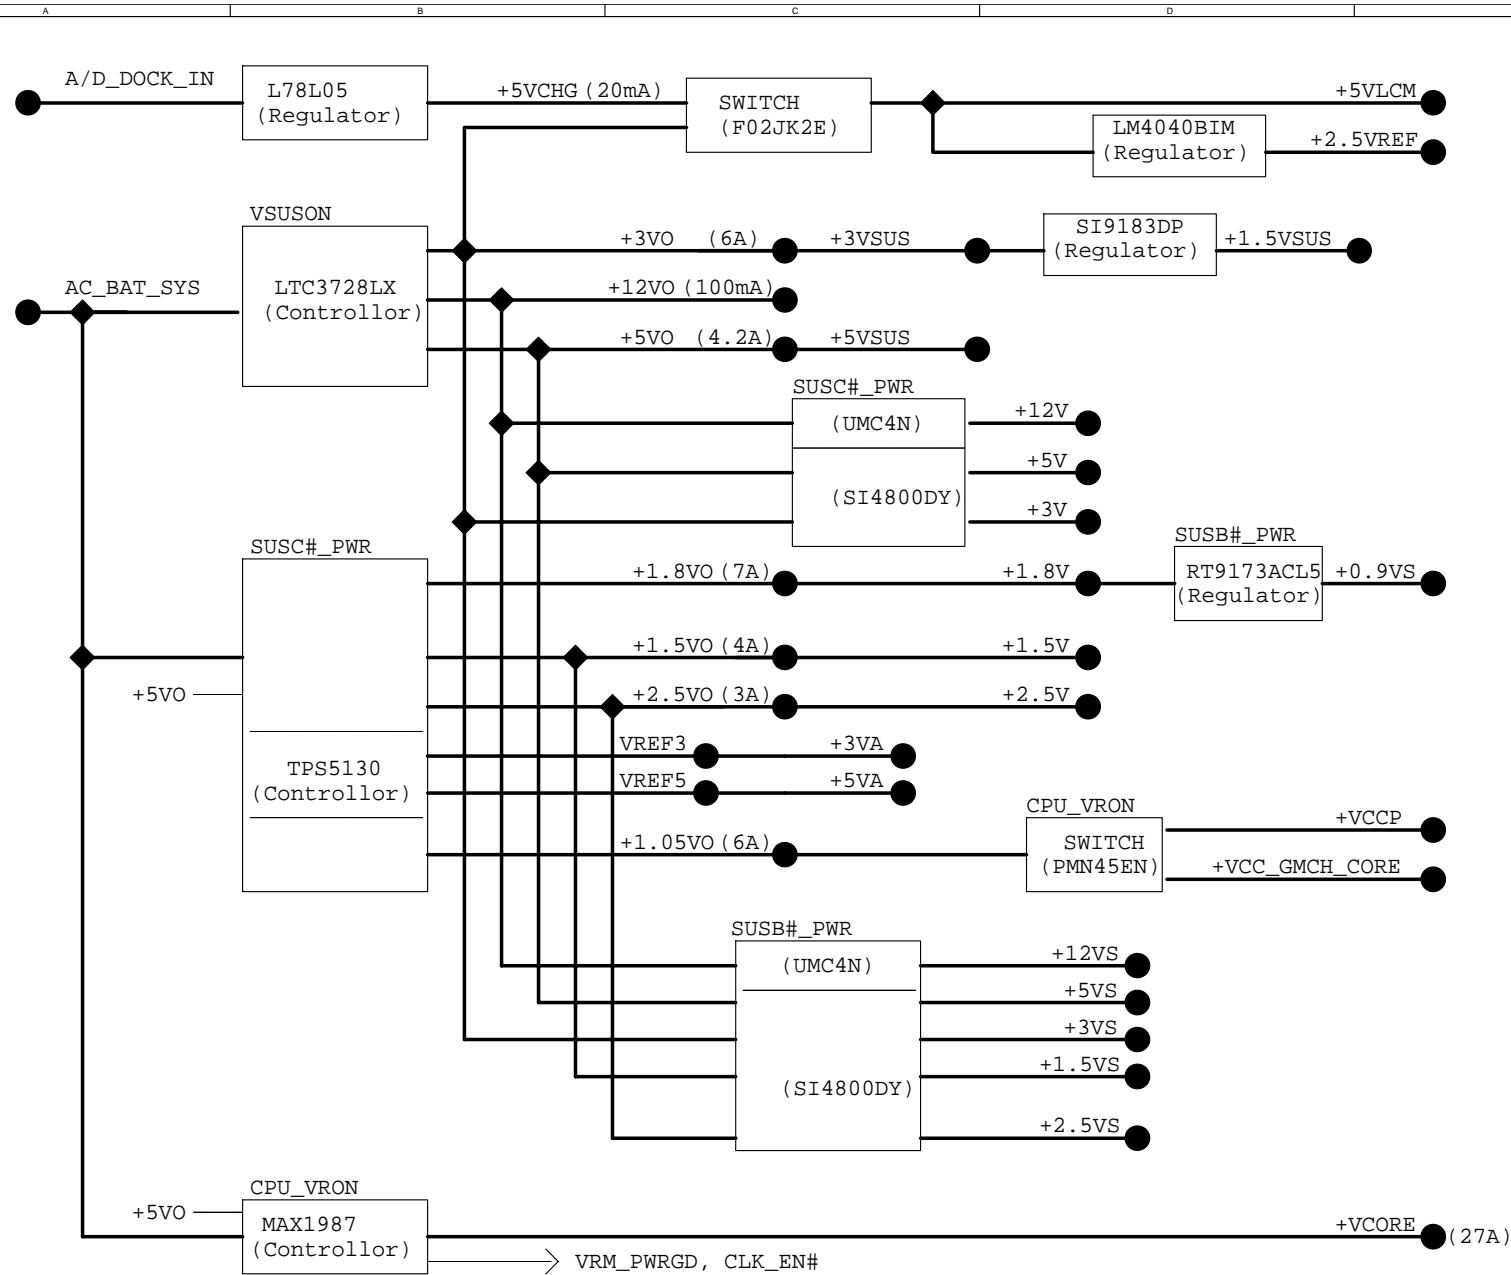 A B C D
A/D_DOCK_IN
L78L05
(Regulator)
+5VCHG (20mA)
SWITCH
(F02JK2E)
+5VLCM
LM4040BIM
(Regulator)
+2.5VREF
VSUSON
LTC3728LX
(Controllor)
AC_BAT_SYS
+3VO (6A)
+3VSUS
SI9183DP
(Regulator)
+1.5VSUS
+12VO (100mA)
+5VO (4.2A)
+5VSUS
SUSC#_PWR
(UMC4N)
(SI4800DY)
+12V
+5V
+3V
SUSC#_PWR
+1.8VO (7A)
+1.8V
SUSB#_PWR
RT9173ACL5
(Regulator)
+0.9VS
+1.5VO (4A)
+1.5V
+5VO
+2.5VO (3A)
+2.5V
TPS5130
(Controllor)
VREF3
+3VA
VREF5
+5VA
+1.05VO (6A)
CPU_VRON
SWITCH
(PMN45EN)
+VCCP
+VCC_GMCH_CORE
SUSB#_PWR
(UMC4N)
(SI4800DY)
+12VS
+5VS
+3VS
+1.5VS
+2.5VS
CPU_VRON
+5VO
MAX1987
(Controllor)
+VCORE (27A)
VRM_PWRGD, CLK_EN#